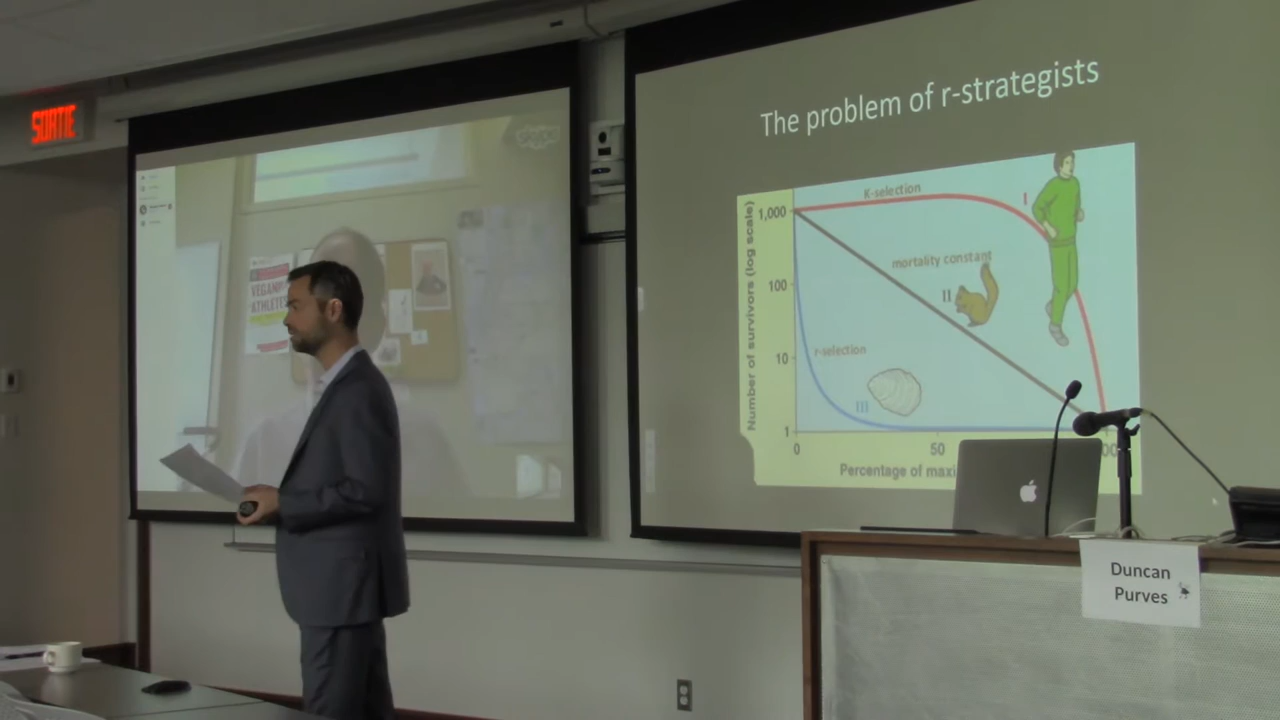 SORTIE
skype
VEGAN
ATHLETE
The problem of r-strategists
Number of survivors (log scale)
1,000
100
10
1
K-selection
I
mortality constant
II
r-selection
III
0
50
Percentage of maxi
Duncan
Purves